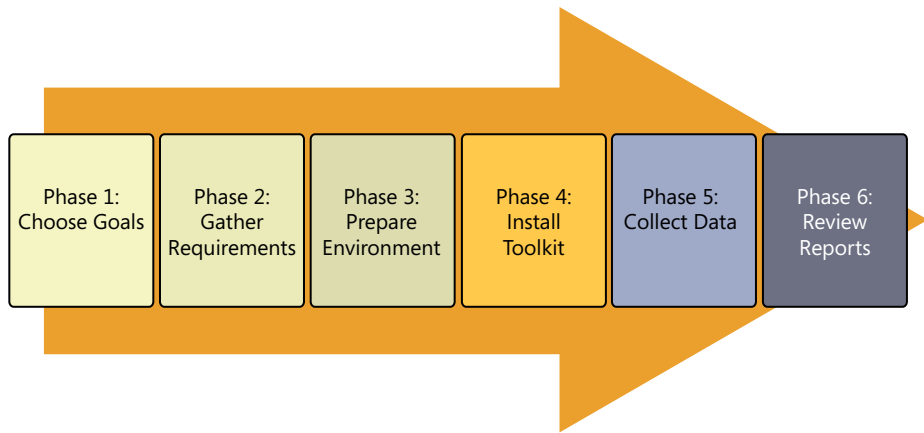 Phase 1:
Choose Goals
Phase 2:
Gather
Requirements
Phase 3:
Prepare
Environment
Phase 4:
Install
Toolkit
Phase 5:
Collect Data
Phase 6:
Review
Reports